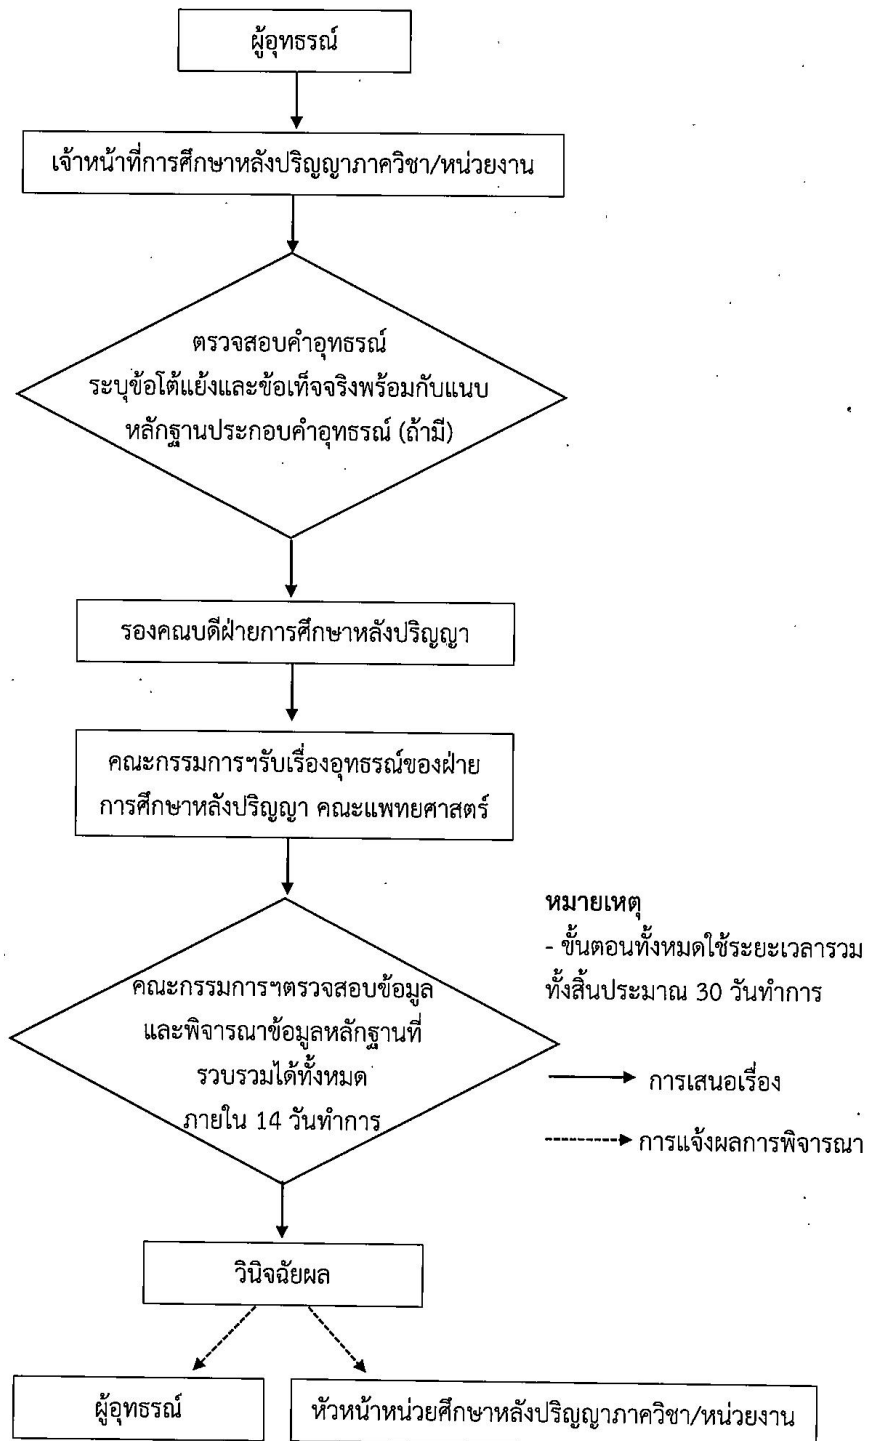 ผู้อุทธรณ์
เจ้าหน้าที่การศึกษาหลังปริญญาภาควิชา/หน่วยงาน
ตรวจสอบคำอุทธรณ์
ระบุข้อโต้แย้งและข้อเท็จจริงพร้อมกับแนบ
หลักฐานประกอบคำอุทธรณ์ (ถ้ามี)
รองคณบดีฝ่ายการศึกษาหลังปริญญา
คณะกรรมการฯรับเรื่องอุทธรณ์ของฝ่าย
การศึกษาหลังปริญญา คณะแพทยศาสตร์
คณะกรรมการฯตรวจสอบข้อมูล
และพิจารณาข้อมูลหลักฐานที่
รวบรวมได้ทั้งหมด
ภายใน 14 วันทำการ
หมายเหตุ
- ขั้นตอนทั้งหมดใช้ระยะเวลารวม
ทั้งสิ้นประมาณ 30 วันทำการ
การเสนอเรื่อง
การแจ้งผลการพิจารณา
วินิจฉัยผล
ผู้อุทธรณ์
หัวหน้าหน่วยศึกษาหลังปริญญาภาควิชา/หน่วยงาน